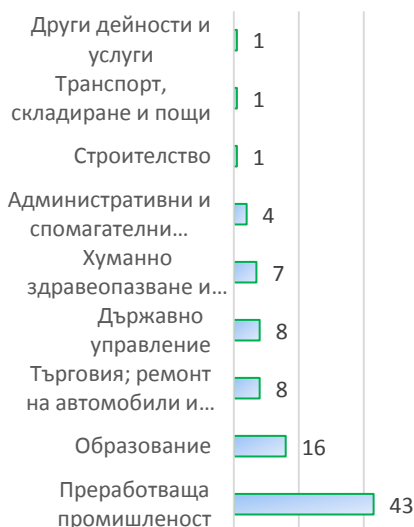 Други дейности и
услуги
1
Транспорт,
складиране и пощи
1
Строителство
1
Административни и
спомагателни...
4
Хуманно
здравеопазване и...
7
Държавно
управление
8
Търговия; ремонт
на автомобили и...
8
Образование
16
Преработваща
промишленост
43